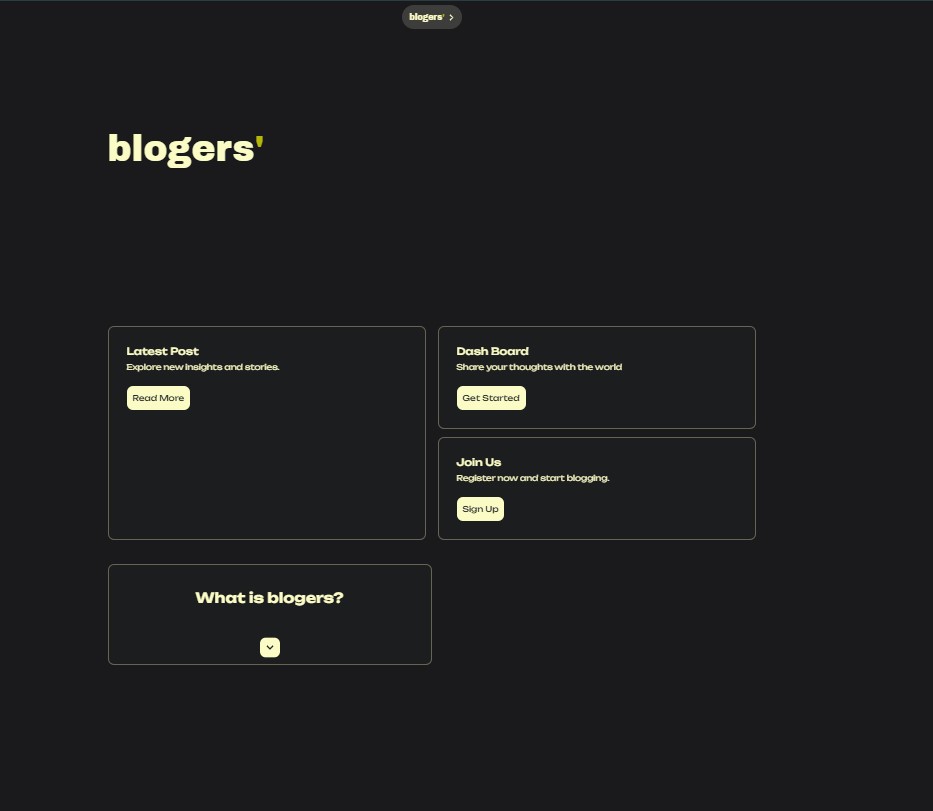 blogers'
blogers'
Latest Post
Explore new insights and stories.
Read More
Dash Board
Share your thoughts with the world
Get Started
Join Us
Register now and start blogging.
Sign Up
What is blogers?